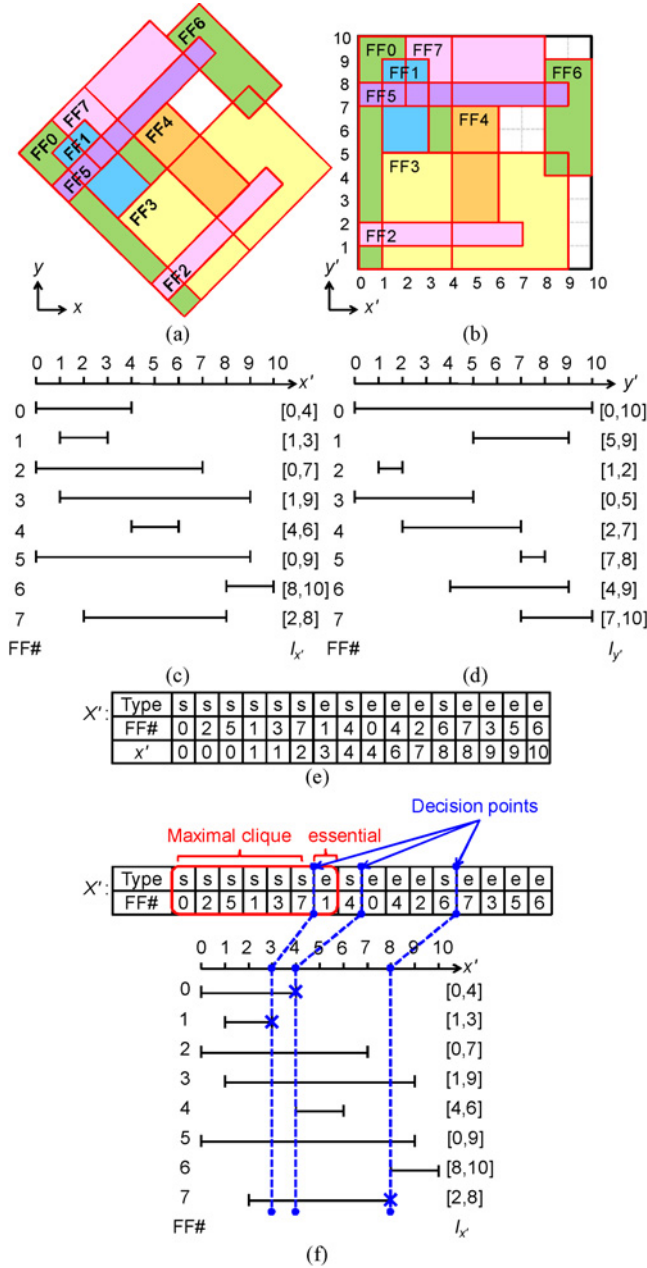 FF6
FF7
FF0
FF1
FF5
FF4
FF3
FF2
y
x
(a)
10
9
8
7
6
5
4
3
2
1
0
FF0 FF7
FF1
FF6
FF5
FF4
FF3
FF2
0 1 2 3 4 5 6 7 8 9 10
y'
x'
(b)
0 1 2 3 4 5 6 7 8 9 10
x'
0 [0,4]
1 [1,3]
2 [0,7]
3 [1,9]
4 [4,6]
5 [0,9]
6 [8,10]
7 [2,8]
FF# Ix'
(c)
0 1 2 3 4 5 6 7 8 9 10
y'
0 [0,10]
1 [5,9]
2 [1,2]
3 [0,5]
4 [2,7]
5 [7,8]
6 [4,9]
7 [7,10]
FF# Iy'
(d)
X':
Type s s s s s s e s e e e s e e e e
FF# 0 2 5 1 3 7 1 4 0 4 2 6 7 3 5 6
x' 0 0 0 1 1 2 3 4 4 6 7 8 8 9 9 10
(e)
Decision points
Maximal clique essential
X':
Type s s s s s s e s e e e s e e e e
FF# 0 2 5 1 3 7 1 4 0 4 2 6 7 3 5 6
0 1 2 3 4 5 6 7 8 9 10
x'
0 [0,4]
1 [1,3]
2 [0,7]
3 [1,9]
4 [4,6]
5 [0,9]
6 [8,10]
7 [2,8]
FF# Ix'
(f)